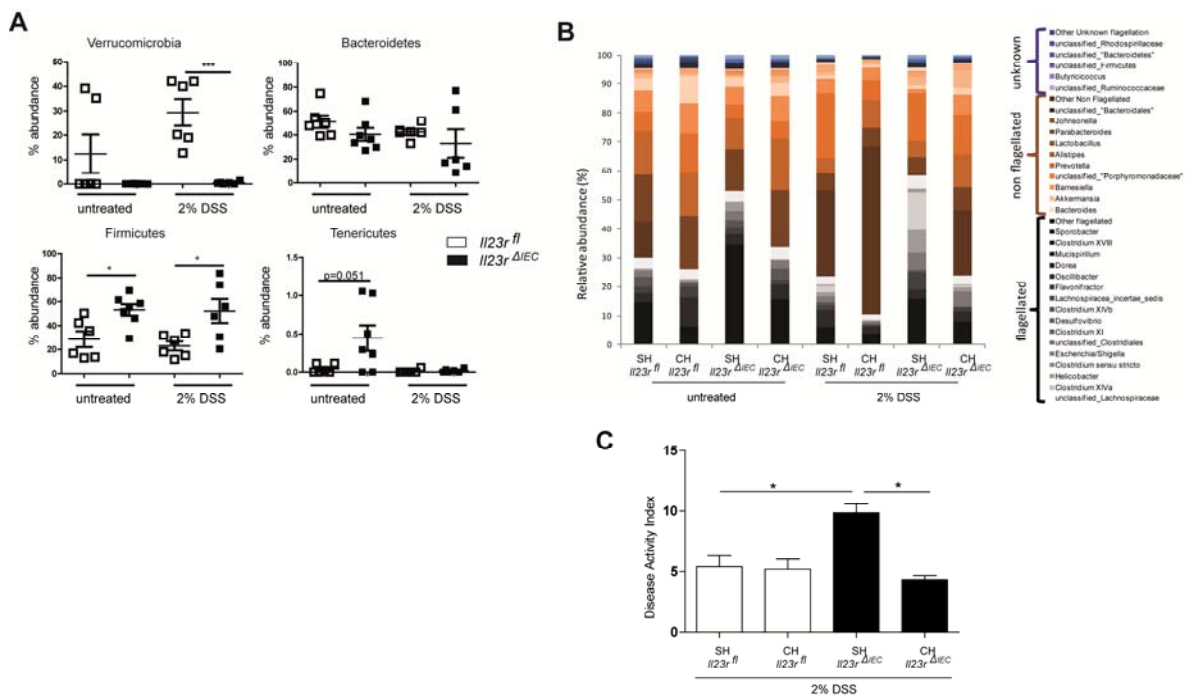 A
Verrucomicrobia
Bacteroidetes
% abundance
60
40
20
0
***
untreated
2% DSS
% abundance
100
80
60
40
20
0
untreated
2% DSS
Firmicutes
Tenericutes
% abundance
100
80
60
40
20
0
*
*
untreated
2% DSS
% abundance
1.5
1.0
0.5
0.0
p=0.051
untreated
2% DSS
Il23r fl
Il23r ΔIEC
B
Relative abundance (%)
100
90
80
70
60
50
40
30
20
10
0
SH CH SH CH SH CH SH CH
Il23r fl Il23r fl Il23r ΔIEC Il23r ΔIEC Il23r fl Il23r fl Il23r ΔIEC Il23r ΔIEC
untreated
2% DSS
unknown
Other Unknown flagellation
unclassified_Rhodospirillaceae
unclassified_"Bacteroidetes"
unclassified_Firmicutes
Butyricicoccus
unclassified_Ruminococcaceae
non flagellated
Other Non Flagellated
unclassified_"Bacteroidales"
Johnsonella
Parabacteroides
Lactobacillus
Alistipes
Prevotella
unclassified_"Porphyromonadaceae"
Barnesiella
Akkermansia
Bacteroides
flagellated
Other flagellated
Sporobacter
Clostridium XVIII
Mucispirillum
Dorea
Oscillibacter
Flavonifractor
Lachnospiracea_incertae_sedis
Clostridium XIVb
Desulfovibrio
Clostridium XI
unclassified_Clostridiales
Escherichia/Shigella
Clostridium sensu stricto
Helicobacter
Clostridium XIVa
unclassified_Lachnospiraceae
C
Disease Activity Index
15
10
5
0
*
*
SH CH SH CH
Il23r fl Il23r fl Il23r ΔIEC Il23r ΔIEC
2% DSS